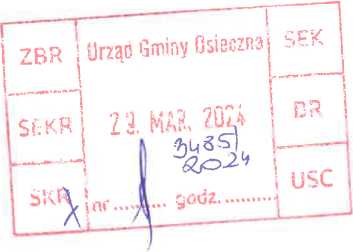 ZBR Urząd Gminy Osieczna SEK
SEKR 29. MAR. 2024 DR
3485/
2024
SKR nr.......... godz........... USC